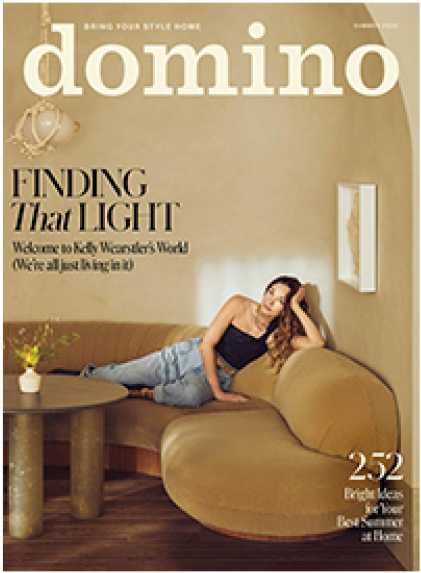 BRING YOUR STYLE HOME
SUMMER
domino
FINDING
That LIGHT
Welcome to Kelly Wearstler's World
(We're all just living in it)
252
Bright Ideas
for Your
Best Summer
at Home